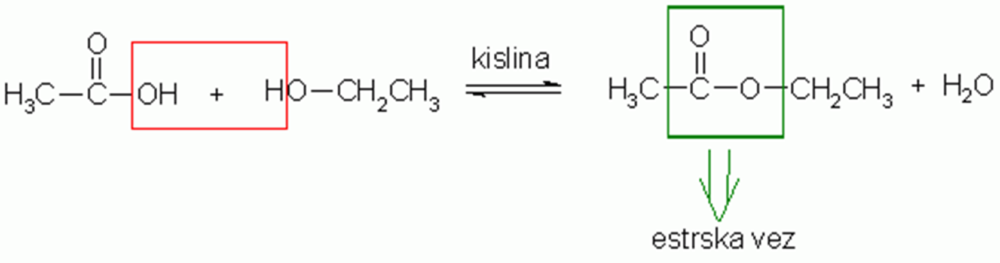 kislina
O O
H₃C—C—OH + HO—CH₂CH₃ ⇌ H₃C—C—O—CH₂CH₃ + H₂O
estrska vez